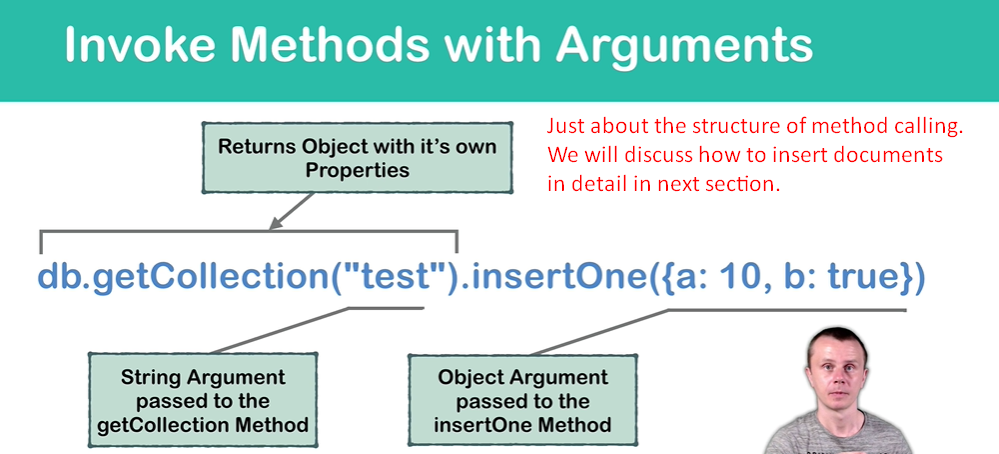 Invoke Methods with Arguments
Returns Object with it's own
Properties
Just about the structure of method calling.
We will discuss how to insert documents
in detail in next section.
db.getCollection("test").insertOne({a: 10, b: true})
String Argument
passed to the
getCollection Method
Object Argument
passed to the
insertOne Method